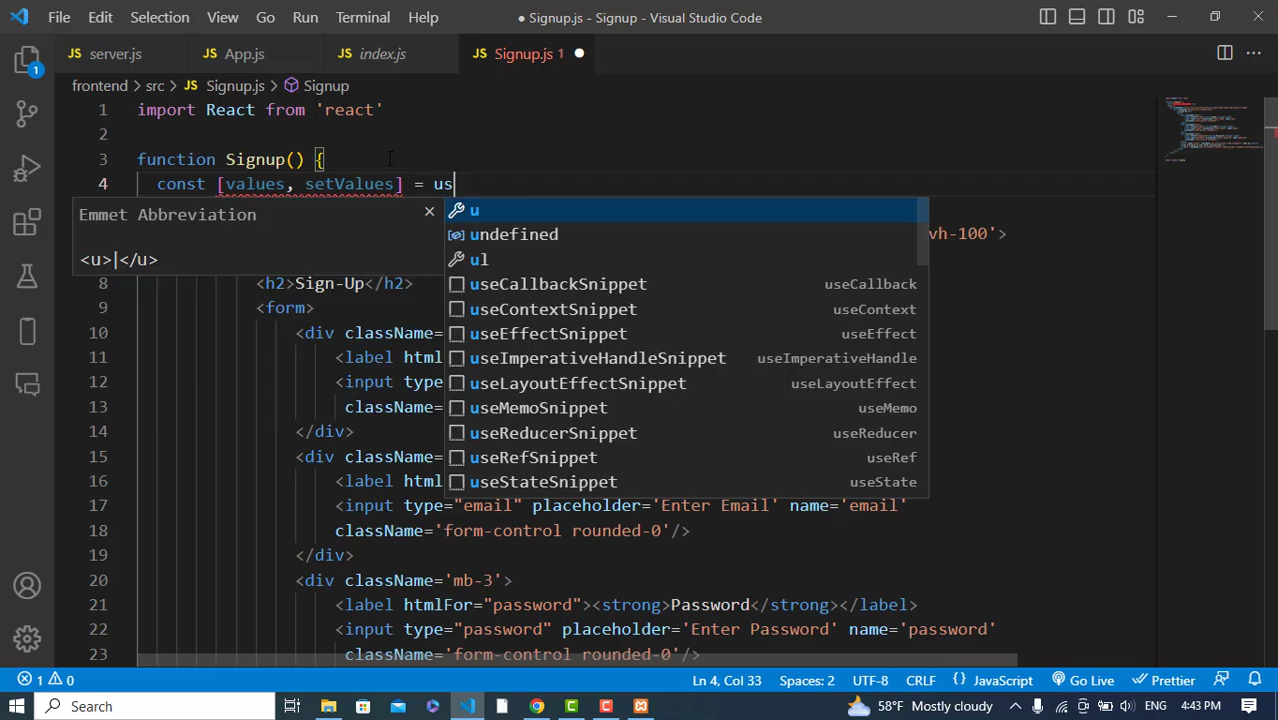 File Edit Selection View Go Run Terminal Help ● Signup.js - Signup - Visual Studio Code
JS server.js JS App.js JS index.js JS Signup.js 1 ●
frontend > src > JS Signup.js > Signup
1 import React from 'react'
2
3 function Signup() {
4 const [values, setValues] = us
Emmet Abbreviation
<u>|</u>
u
undefined
ul
useCallbackSnippet useCallback
useContextSnippet useContext
useEffectSnippet useEffect
useImperativeHandleSnippet useImperativeHandle
useLayoutEffectSnippet useLayoutEffect
useMemoSnippet useMemo
useReducerSnippet useReducer
useRefSnippet useRef
useStateSnippet useState
vh-100'>
8 <h2>Sign-Up</h2>
9 <form>
10 <div className=
11 <label html
12 <input type
13 className=
14 </div>
15 <div className=
16 <label html
17 <input type="email" placeholder='Enter Email' name='email'
18 className='form-control rounded-0'/>
19 </div>
20 <div className='mb-3'>
21 <label htmlFor="password"><strong>Password</strong></label>
22 <input type="password" placeholder='Enter Password' name='password'
23 className='form-control rounded-0'/>
1
1 0 Ln 4, Col 33 Spaces: 2 UTF-8 CRLF {} JavaScript Go Live Prettier
Search 58°F Mostly cloudy ENG 4:43 PM